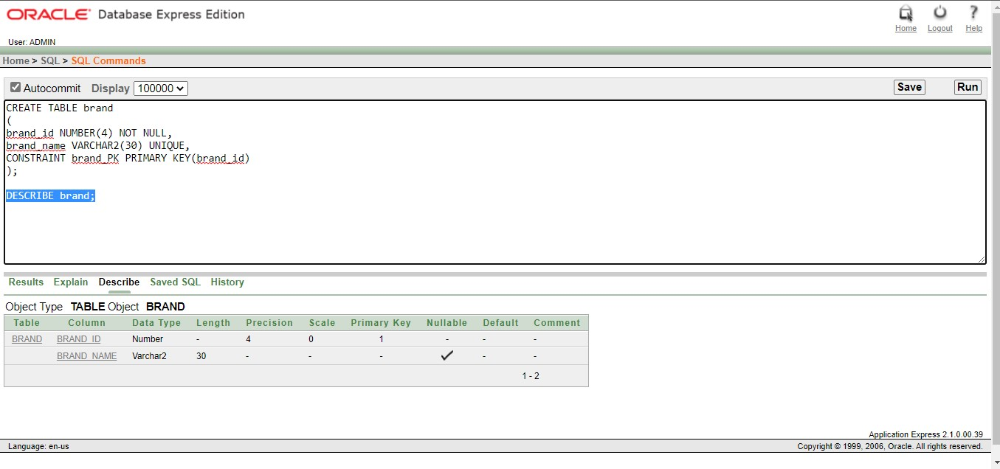 ORACLE Database Express Edition
Home Logout Help
User: ADMIN
Home > SQL > SQL Commands
Autocommit Display 100000 Save Run
CREATE TABLE brand
(
brand_id NUMBER(4) NOT NULL,
brand_name VARCHAR2(30) UNIQUE,
CONSTRAINT brand_PK PRIMARY KEY(brand_id)
);
DESCRIBE brand;
Results Explain Describe Saved SQL History
Object Type TABLE Object BRAND
Table Column Data Type Length Precision Scale Primary Key Nullable Default Comment
BRAND BRAND_ID Number - 4 0 1 - - -
BRAND_NAME Varchar2 30 - - - - -
1 - 2
Application Express 2.1.0.00.39
Language: en-us Copyright © 1999, 2006, Oracle. All rights reserved.